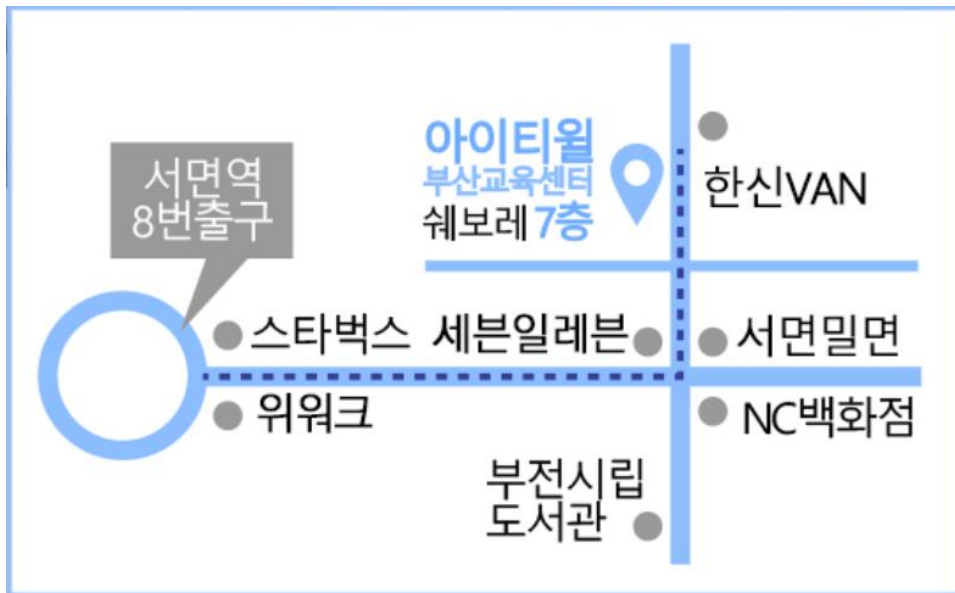 아이티윌
부산교육센터
쉐보레 7층
서면역
8번출구
한신VAN
스타벅스
세븐일레븐
서면밀면
위워크
NC백화점
부전시립
도서관